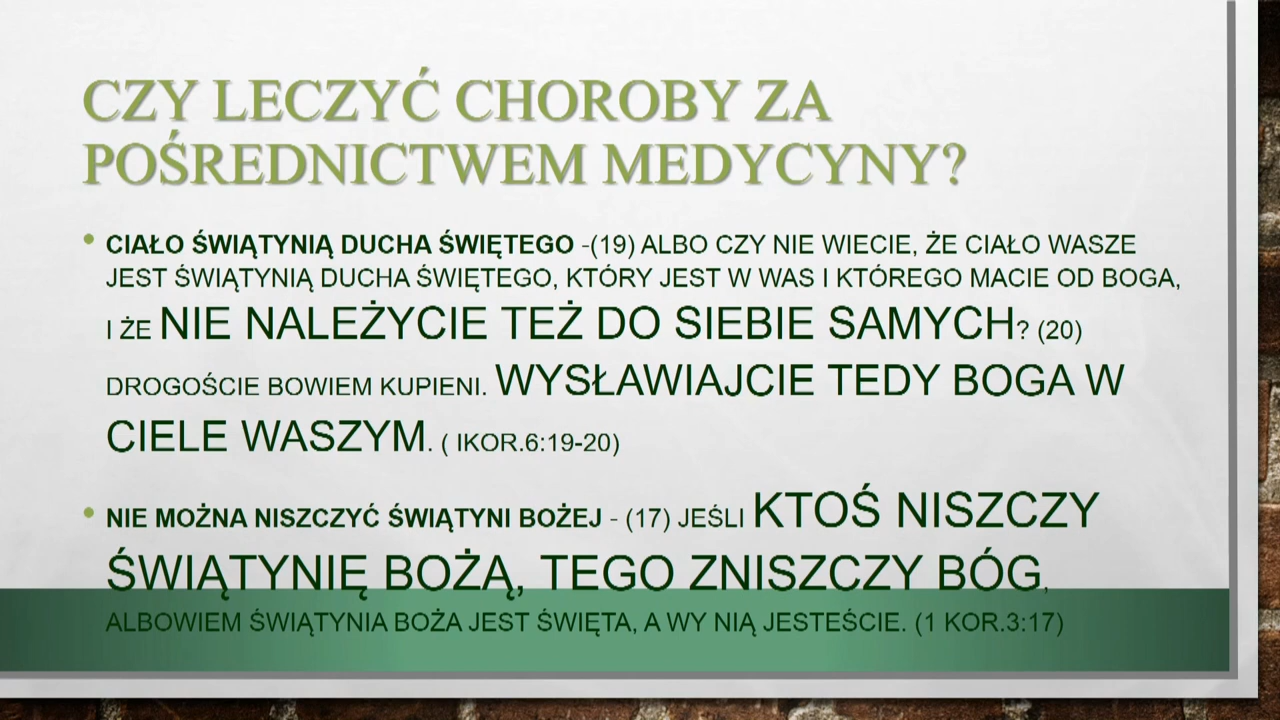 CZY LECZYĆ CHOROBY ZA
POŚREDNICTWEM MEDYCYNY?
• CIAŁO ŚWIĄTYNIĄ DUCHA ŚWIĘTEGO -(19) ALBO CZY NIE WIECIE, ŻE CIAŁO WASZE
JEST ŚWIĄTYNIĄ DUCHA ŚWIĘTEGO, KTÓRY JEST W WAS I KTÓREGO MACIE OD BOGA,
I ŻE NIE NALEŻYCIE TEŻ DO SIEBIE SAMYCH? (20)
DROGOŚCIE BOWIEM KUPIENI. WYSŁAWIAJCIE TEDY BOGA W
CIELE WASZYM. ( IKOR.6:19-20)
• NIE MOŻNA NISZCZYĆ ŚWIĄTYNI BOŻEJ - (17) JEŚLI KTOŚ NISZCZY
ŚWIĄTYNIĘ BOŻĄ, TEGO ZNISZCZY BÓG,
ALBOWIEM ŚWIĄTYNIA BOŻA JEST ŚWIĘTA, A WY NIĄ JESTEŚCIE. (1 KOR.3:17)